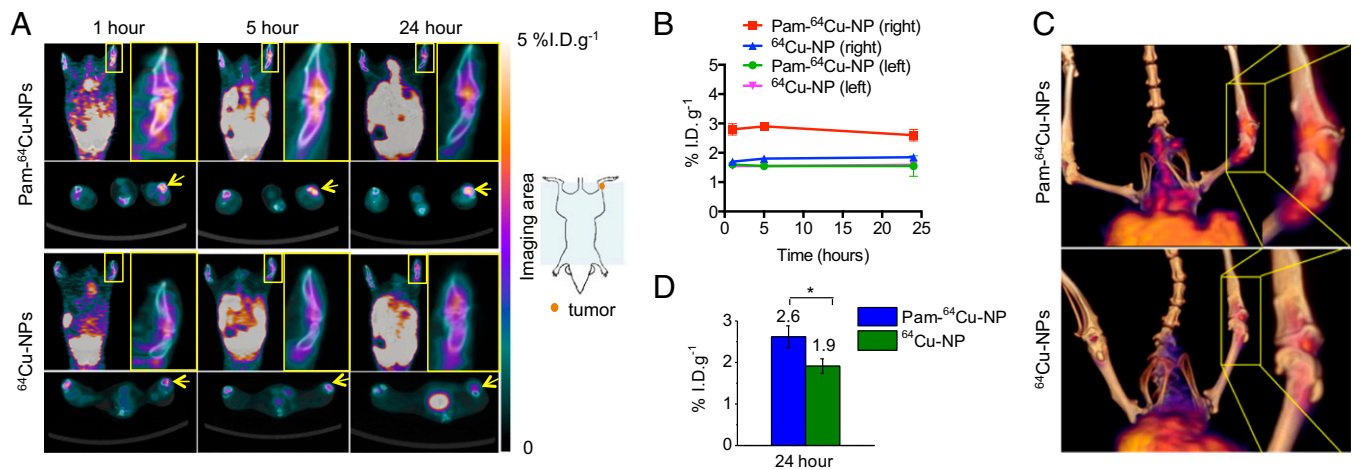 A
1 hour
5 hour
24 hour
5 %I.D.g⁻¹
Pam-⁶⁴Cu-NPs
⁶⁴Cu-NPs
0
Imaging area
tumor
B
Pam-⁶⁴Cu-NP (right)
⁶⁴Cu-NP (right)
Pam-⁶⁴Cu-NP (left)
⁶⁴Cu-NP (left)
% I.D. g⁻¹
5
4
3
2
1
0
0 5 10 15 20 25
Time (hours)
D
% I.D.g⁻¹
3
2
1
0
*
2.6
1.9
Pam-⁶⁴Cu-NP
⁶⁴Cu-NP
24 hour
C
Pam-⁶⁴Cu-NPs
⁶⁴Cu-NPs